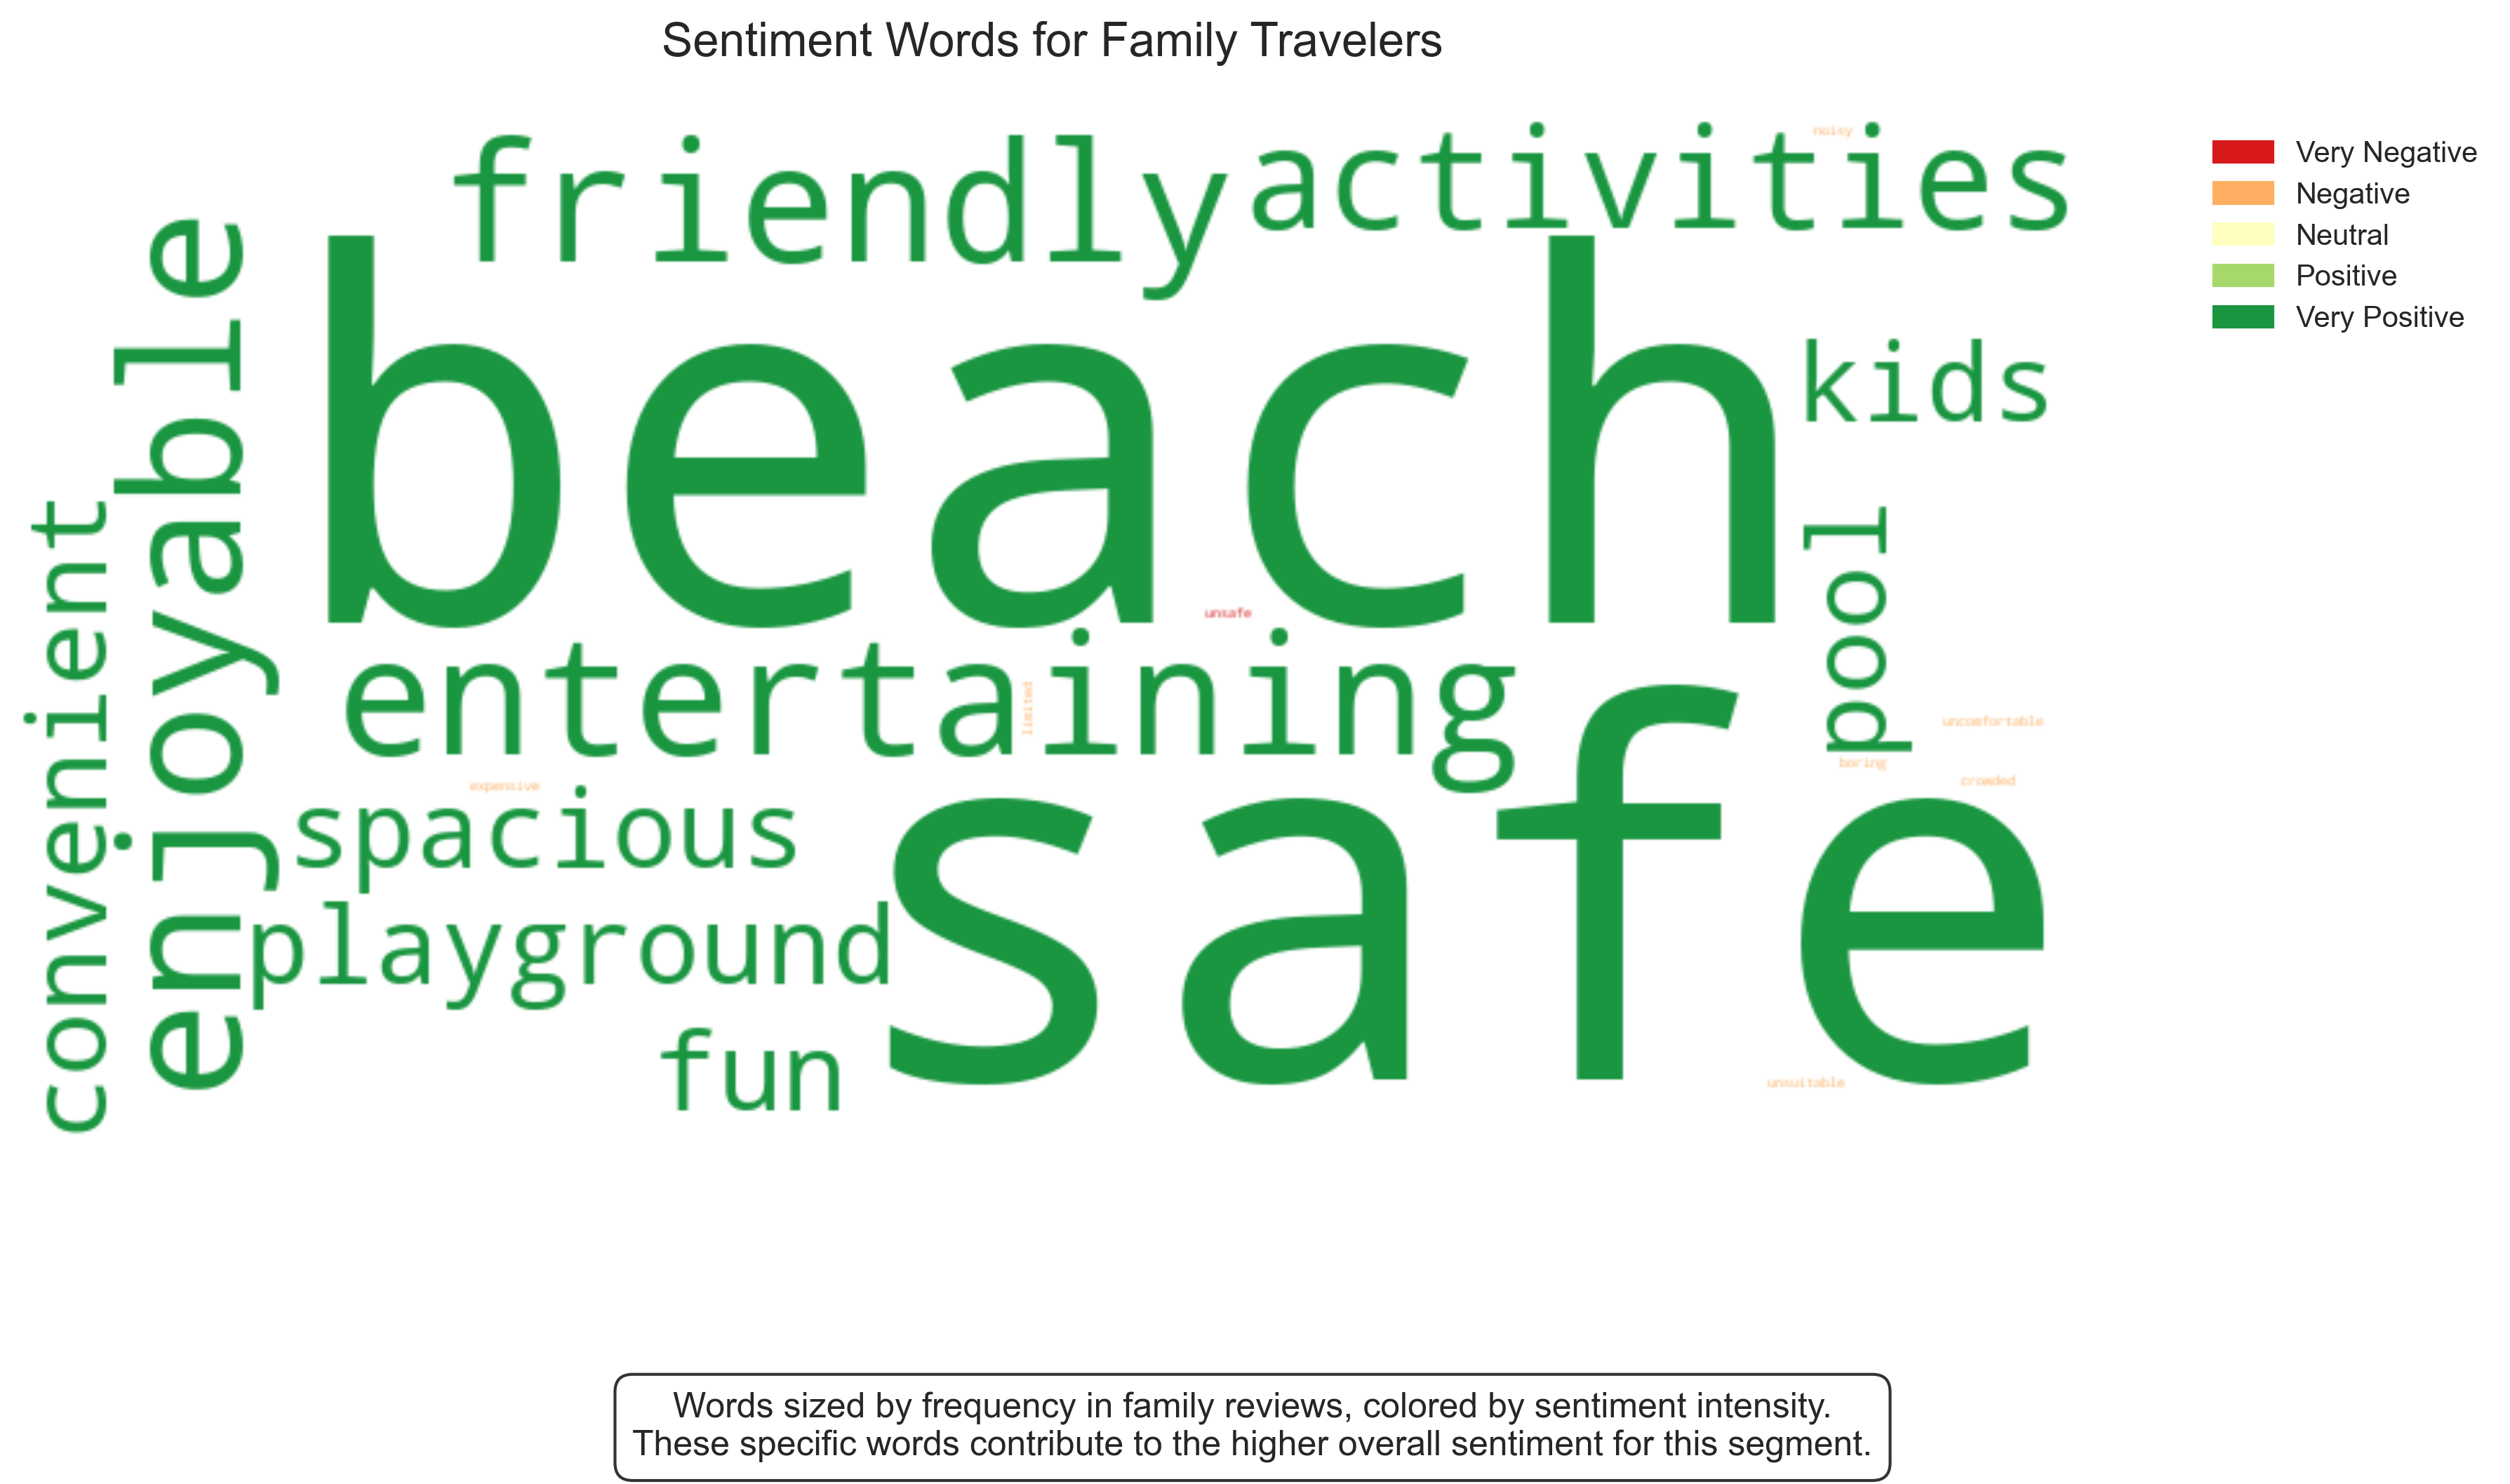 Sentiment Words for Family Travelers
friendly
activities
noisy
Very Negative
Negative
Neutral
Positive
Very Positive
enjoyable
beach
kids
convenient
pool
unsafe
entertaining
limited
uncomfortable
boring
crowded
expensive
spacious
safe
playground
fun
unsuitable
Words sized by frequency in family reviews, colored by sentiment intensity.
These specific words contribute to the higher overall sentiment for this segment.